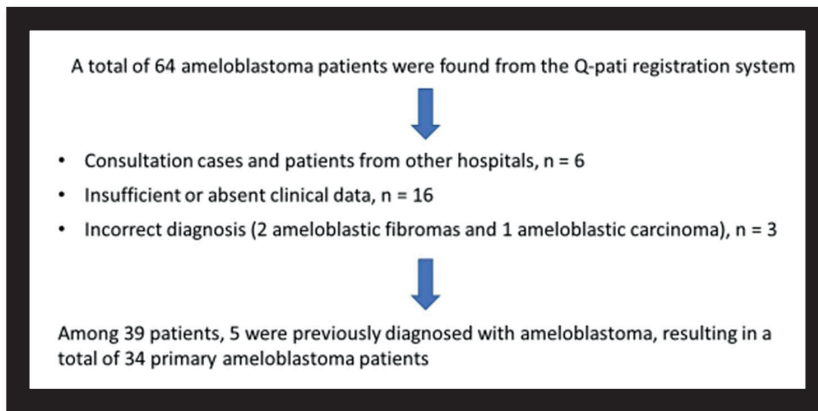 A total of 64 ameloblastoma patients were found from the Q-pati registration system
• Consultation cases and patients from other hospitals, n = 6
• Insufficient or absent clinical data, n = 16
• Incorrect diagnosis (2 ameloblastic fibromas and 1 ameloblastic carcinoma), n = 3
Among 39 patients, 5 were previously diagnosed with ameloblastoma, resulting in a
total of 34 primary ameloblastoma patients